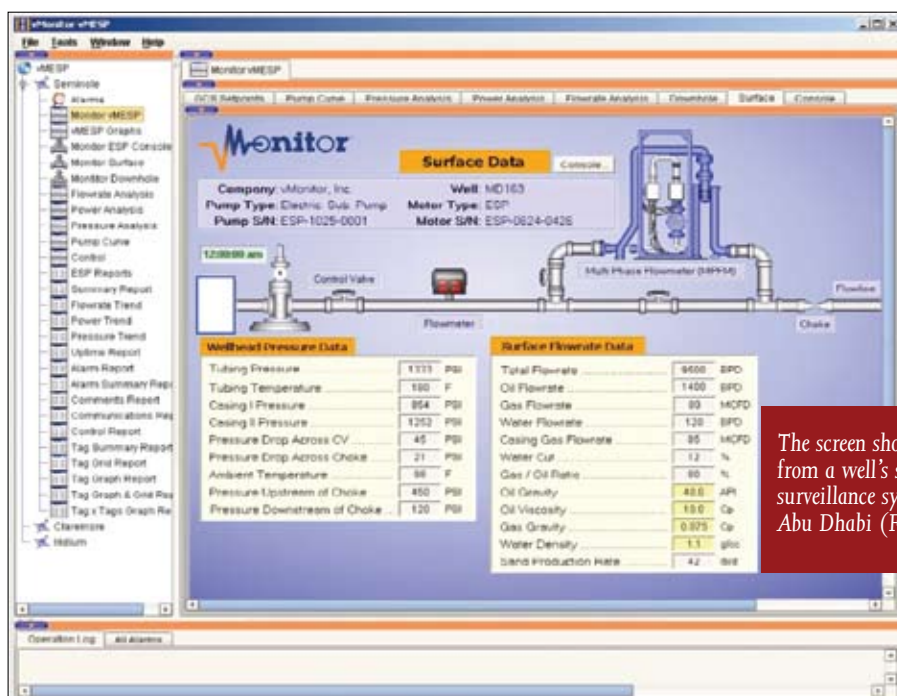 vMonitor vMESP
File Tools Window Help
vMESP
Seminole
Alarms
Monitor vMESP
vMESP Graphs
Monitor ESP Console
Monitor Surface
Monitor Downhole
Flowrate Analysis
Power Analysis
Pressure Analysis
Pump Curve
Control
ESP Reports
Summary Report
Flowrate Trend
Power Trend
Pressure Trend
Uptime Report
Alarm Report
Alarm Summary Repo
Comments Report
Communications Rep
Control Report
Tag Summary Report
Tag Grid Report
Tag Graph Report
Tag Graph & Grid Rep
Tag x Tags Graph Re
Claremore
Iridium
Monitor vMESP
Setpoints Pump Curve Pressure Analysis Power Analysis Flowrate Analysis Downhole Surface Console
vMonitor
Surface Data Console...
Company: vMonitor, Inc. Well: MD163
Pump Type: Electric Sub. Pump Motor Type: ESP
Pump S/N: ESP-1025-0001 Motor S/N: ESP-0624-0426
12:00:00 am
Control Valve
Flowmeter
Multi Phase Flowmeter (MPFM)
Flowline
Choke
Wellhead Pressure Data
Tubing Pressure 1333 PSI
Tubing Temperature 180 F
Casing I Pressure 854 PSI
Casing II Pressure 1252 PSI
Pressure Drop Across CV 45 PSI
Pressure Drop Across Choke 21 PSI
Ambient Temperature F
Pressure Upstream of Choke 450 PSI
Pressure Downstream of Choke 120 PSI
Surface Flowrate Data
Total Flowrate 9600 BPD
Oil Flowrate 1400 BPD
Gas Flowrate MCFD
Water Flowrate 120 BPD
Casing Gas Flowrate 85 MCFD
Water Cut 12 %
Gas / Oil Ratio %
Oil Gravity 40.0 API
Oil Viscosity 10.0 Cp
Gas Gravity 0.075 Cp
Water Density 1.1 g/cc
Sand Production Rate 42
Operation Log All Alarms
The screen sho
from a well's s
surveillance sy
Abu Dhabi (F